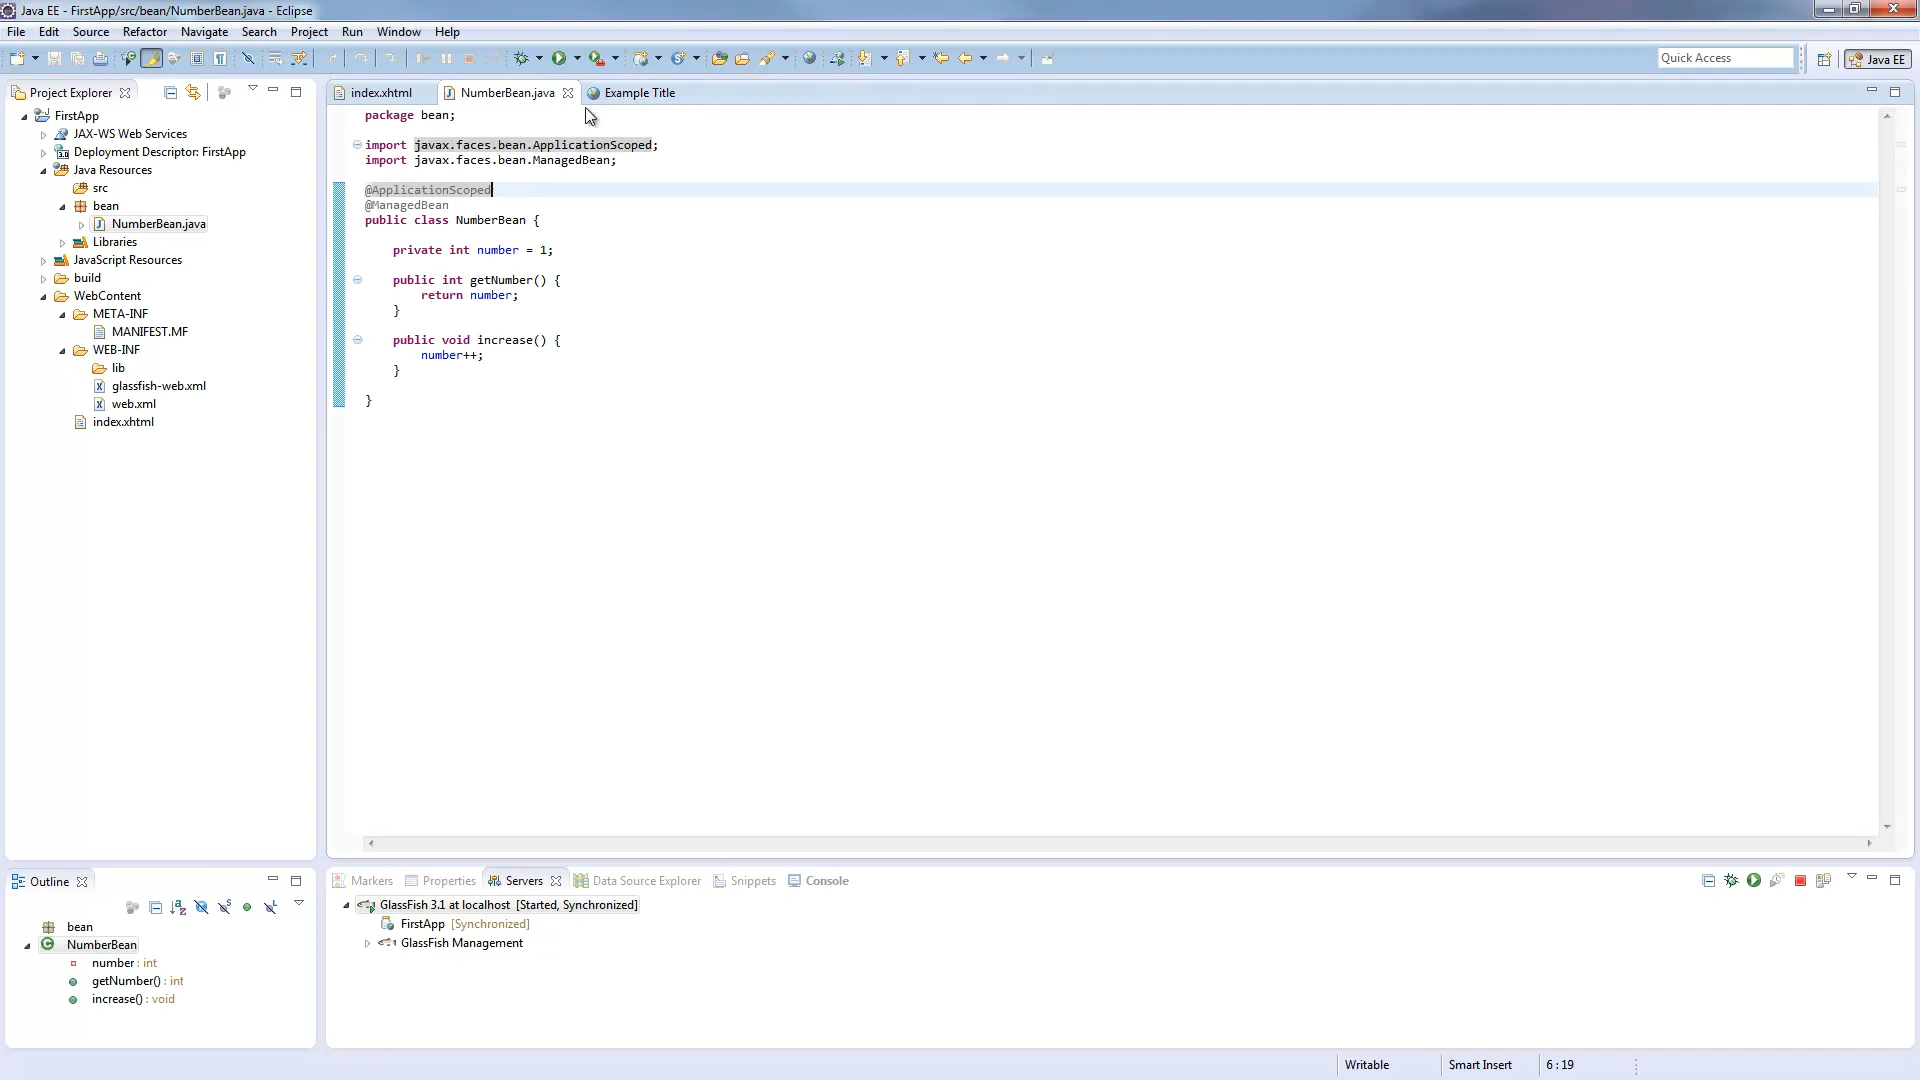 Java EE - FirstApp/src/bean/NumberBean.java - Eclipse
File Edit Source Refactor Navigate Search Project Run Window Help
Quick Access
Java EE
Project Explorer
FirstApp
JAX-WS Web Services
Deployment Descriptor: FirstApp
Java Resources
src
bean
NumberBean.java
Libraries
JavaScript Resources
build
WebContent
META-INF
MANIFEST.MF
WEB-INF
lib
glassfish-web.xml
web.xml
index.xhtml
index.xhtml NumberBean.java Example Title
package bean;
import javax.faces.bean.ApplicationScoped;
import javax.faces.bean.ManagedBean;
@ApplicationScoped
@ManagedBean
public class NumberBean {
private int number = 1;
public int getNumber() {
return number;
}
public void increase() {
number++;
}
}
Outline
bean
NumberBean
number : int
getNumber() : int
increase() : void
Markers Properties Servers Data Source Explorer Snippets Console
GlassFish 3.1 at localhost [Started, Synchronized]
FirstApp [Synchronized]
GlassFish Management
Writable Smart Insert 6 : 19